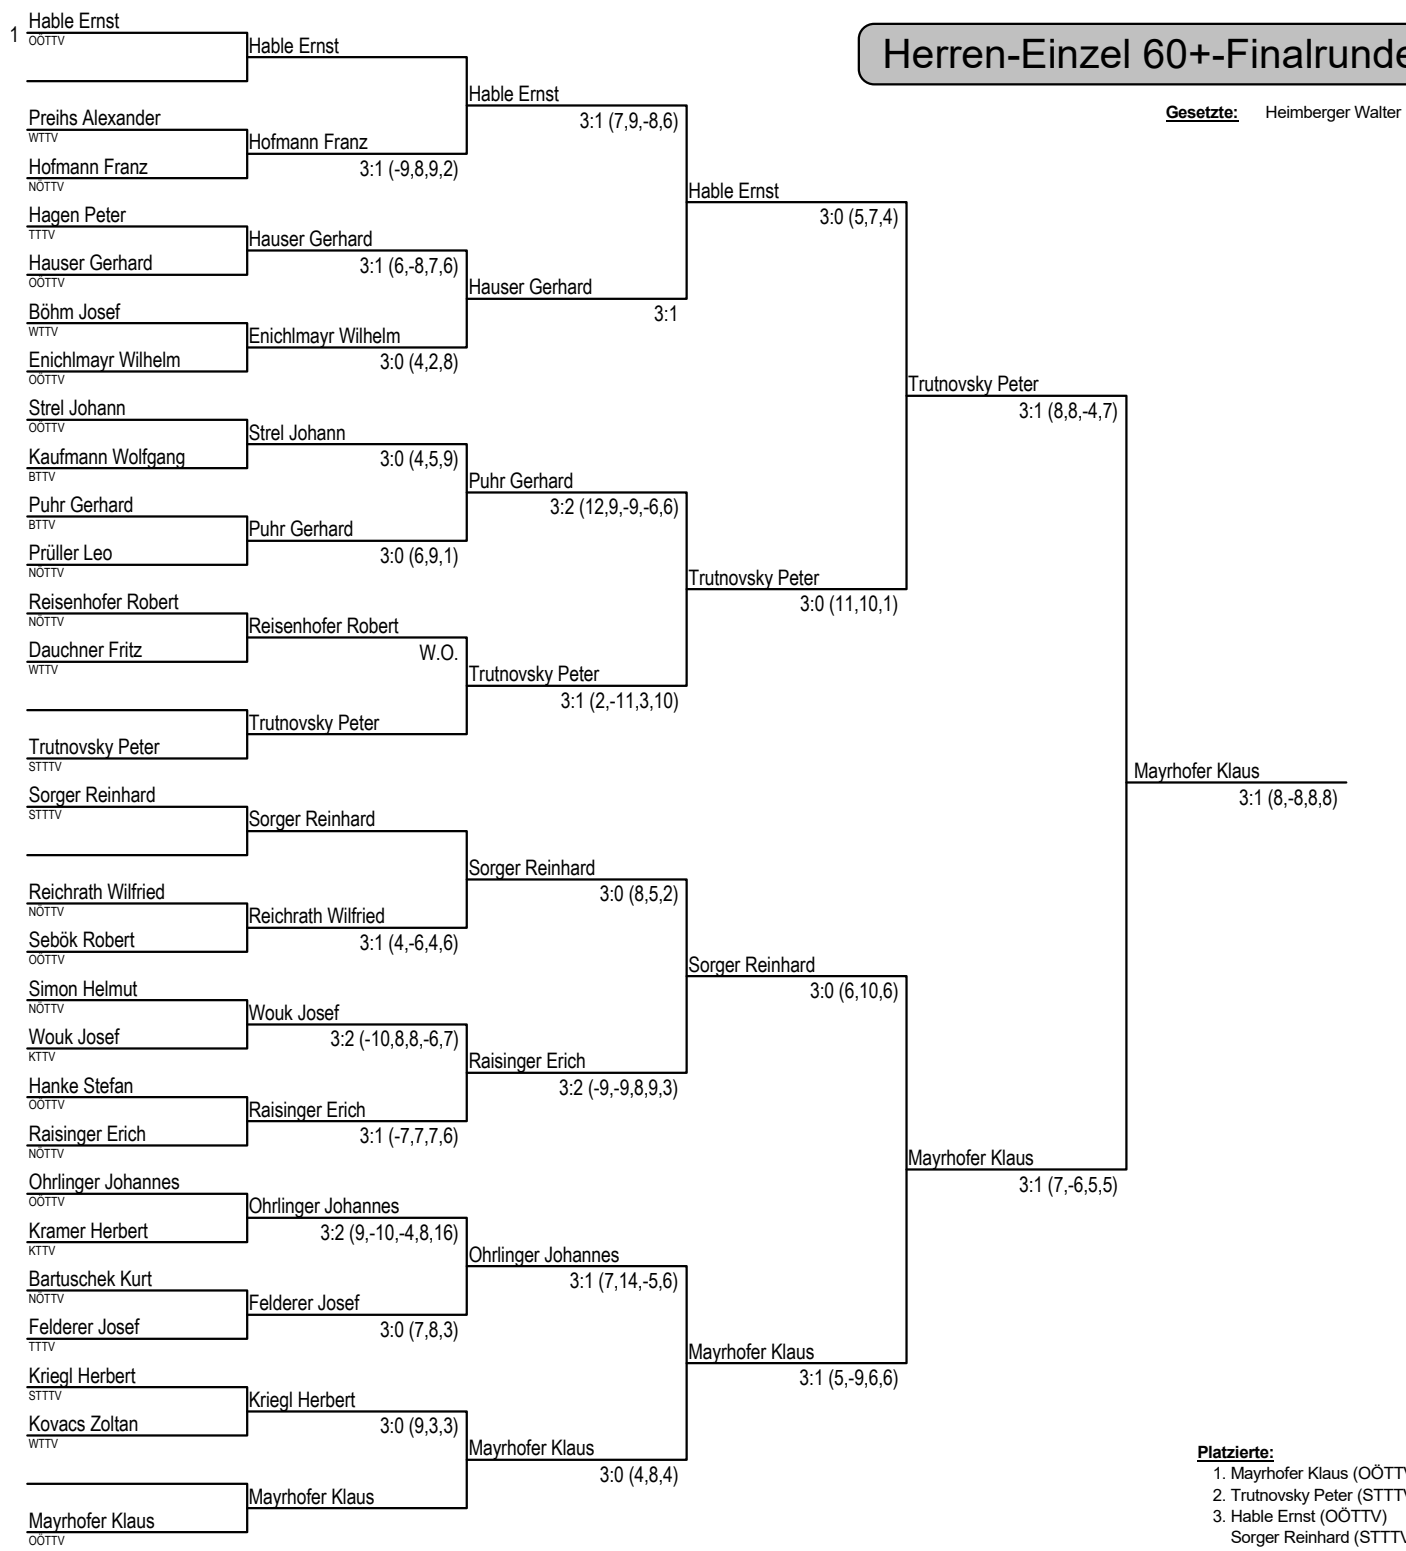 Herren-Einzel 60+-Finalrunde
Gesetzte: Heimberger Walter
1
Hable Ernst
OÖTTV
Preihs Alexander
WTTV
Hofmann Franz
NÖTTV
Hagen Peter
TTTV
Hauser Gerhard
OÖTTV
Böhm Josef
WTTV
Enichlmayr Wilhelm
OÖTTV
Strel Johann
OÖTTV
Kaufmann Wolfgang
BTTV
Puhr Gerhard
BTTV
Prüller Leo
NÖTTV
Reisenhofer Robert
NÖTTV
Dauchner Fritz
WTTV
Trutnovsky Peter
STTTV
Sorger Reinhard
STTTV
Reichrath Wilfried
NÖTTV
Sebök Robert
OÖTTV
Simon Helmut
NÖTTV
Wouk Josef
KTTV
Hanke Stefan
OÖTTV
Raisinger Erich
NÖTTV
Ohrlinger Johannes
OÖTTV
Kramer Herbert
KTTV
Bartuschek Kurt
NÖTTV
Felderer Josef
TTTV
Kriegl Herbert
STTTV
Kovacs Zoltan
WTTV
Mayrhofer Klaus
OÖTTV
Hable Ernst
Hofmann Franz
3:1 (-9,8,9,2)
Hauser Gerhard
3:1 (6,-8,7,6)
Enichlmayr Wilhelm
3:0 (4,2,8)
Strel Johann
3:0 (4,5,9)
Puhr Gerhard
3:0 (6,9,1)
Reisenhofer Robert
W.O.
Trutnovsky Peter
Sorger Reinhard
Reichrath Wilfried
3:1 (4,-6,4,6)
Wouk Josef
3:2 (-10,8,8,-6,7)
Raisinger Erich
3:1 (-7,7,7,6)
Ohrlinger Johannes
3:2 (9,-10,-4,8,16)
Felderer Josef
3:0 (7,8,3)
Kriegl Herbert
3:0 (9,3,3)
Mayrhofer Klaus
Hable Ernst
3:1 (7,9,-8,6)
Hauser Gerhard
3:1
Puhr Gerhard
3:2 (12,9,-9,-6,6)
Trutnovsky Peter
3:1 (2,-11,3,10)
Sorger Reinhard
3:0 (8,5,2)
Raisinger Erich
3:2 (-9,-9,8,9,3)
Ohrlinger Johannes
3:1 (7,14,-5,6)
Mayrhofer Klaus
3:0 (4,8,4)
Hable Ernst
3:0 (5,7,4)
Trutnovsky Peter
3:0 (11,10,1)
Sorger Reinhard
3:0 (6,10,6)
Mayrhofer Klaus
3:1 (5,-9,6,6)
Trutnovsky Peter
3:1 (8,8,-4,7)
Mayrhofer Klaus
3:1 (7,-6,5,5)
Mayrhofer Klaus
3:1 (8,-8,8,8)
Platzierte:
1. Mayrhofer Klaus (OÖTTV
2. Trutnovsky Peter (STTTV
3. Hable Ernst (OÖTTV)
Sorger Reinhard (STTTV